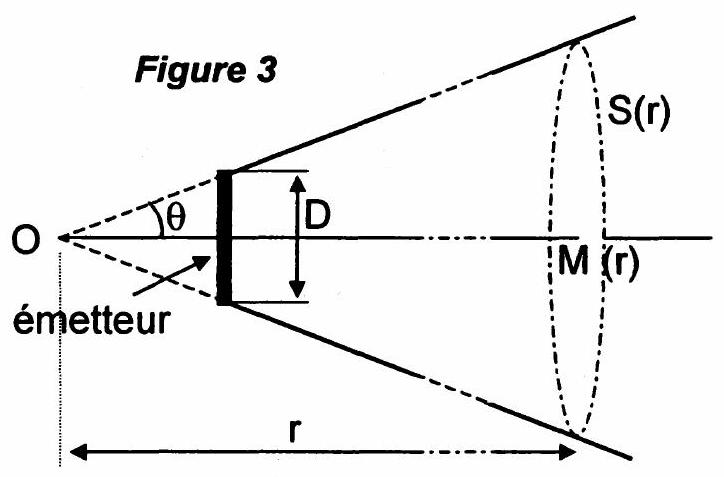 Figure 3
S(r)
θ
D
O
M (r)
émetteur
r